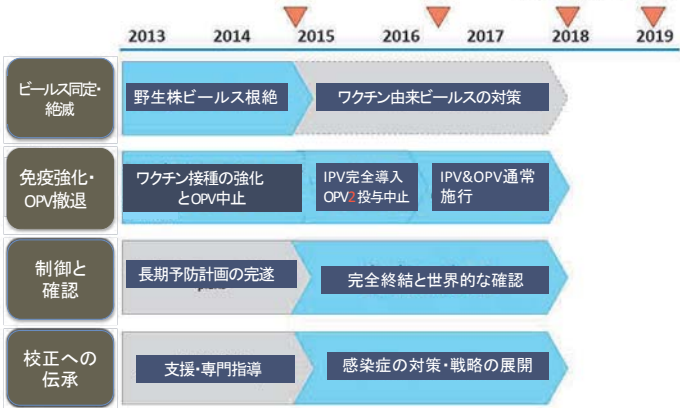 2013 2014 2015 2016 2017 2018 2019
ビールス同定・
絶滅
野生株ビールス根絶
ワクチン由来ビールスの対策
免疫強化・
OPV撤退
ワクチン接種の強化
とOPV中止
IPV完全導入
OPV2投与中止
IPV&OPV通常
施行
制御と
確認
長期予防計画の完遂
完全終結と世界的な確認
校正への
伝承
支援・専門指導
感染症の対策・戦略の展開